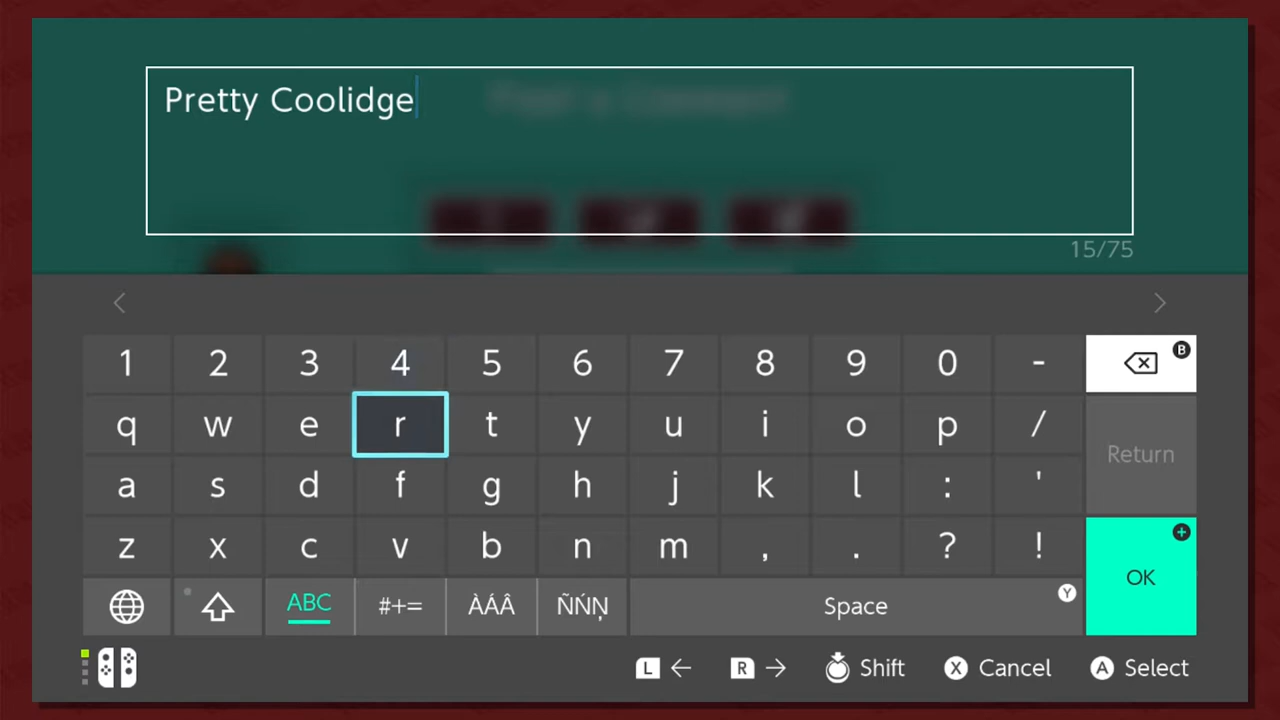 Pretty Coolidge
15/75
1 2 3 4 5 6 7 8 9 0 - B
q w e r t y u i o p /
Return
a s d f g h j k l : '
z x c v b n m , . ? ! OK +
ABC #+= ÀÁÂ ÑŃŅ Space Y
L ← R → Shift X Cancel A Select